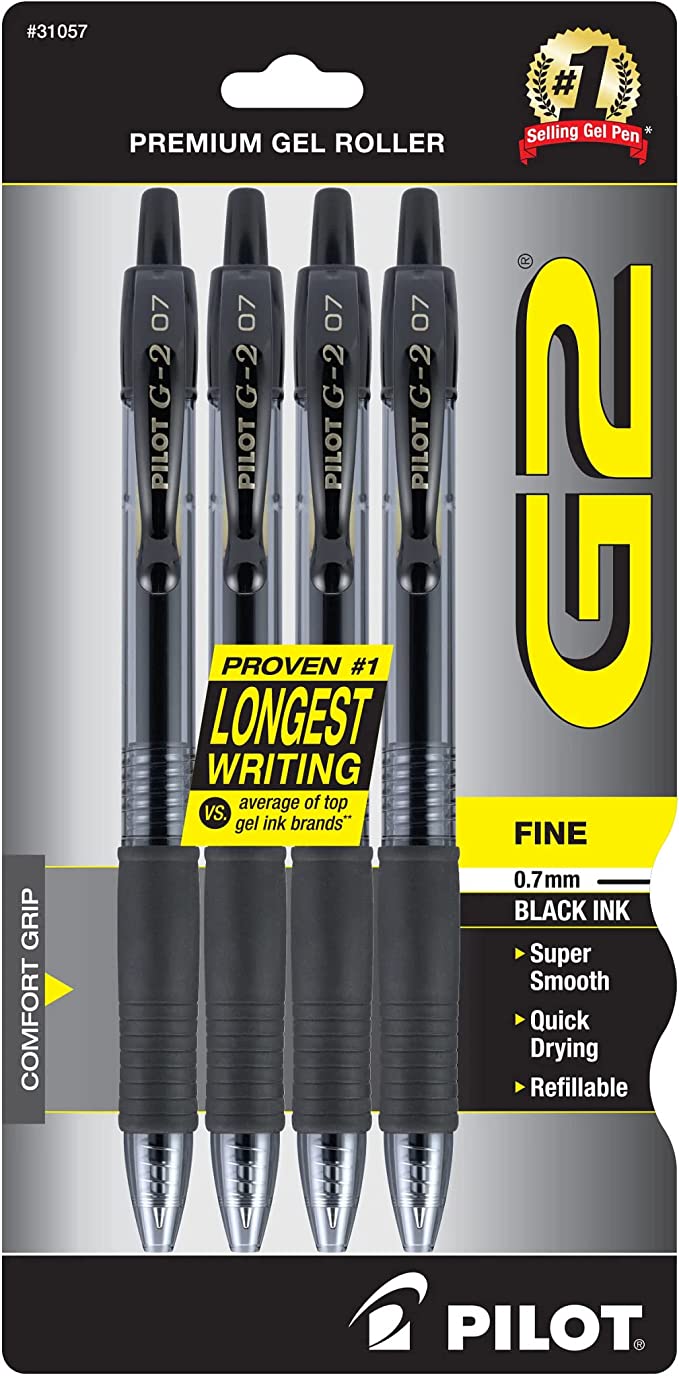 #31057
PREMIUM GEL ROLLER
#1
Selling Gel Pen*
PILOT G-2 07
PILOT G-2 07
PILOT G-2 07
PILOT G-2 07
G2®
PROVEN #1
LONGEST
WRITING
VS. average of top
gel ink brands**
FINE
0.7mm
BLACK INK
Super
Smooth
Quick
Drying
Refillable
COMFORT GRIP
PILOT®